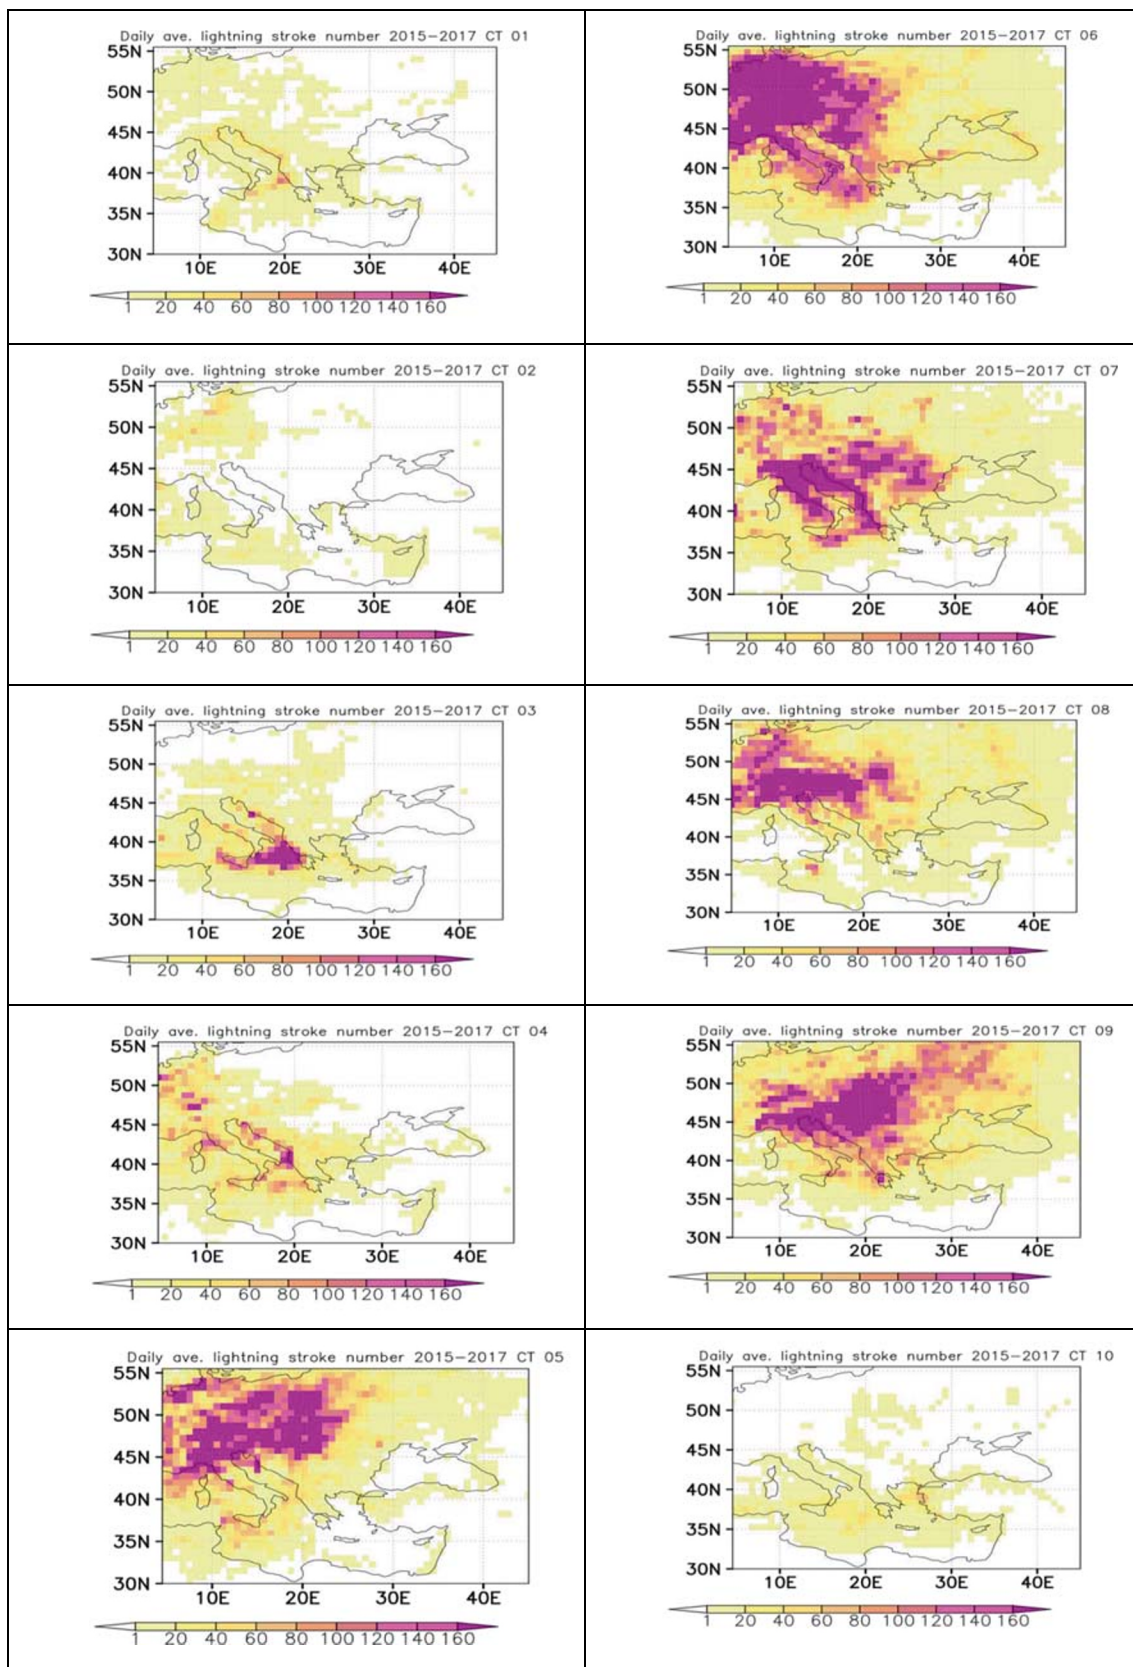 Daily ave. lightning stroke number 2015−2017 CT 01
55N
50N
45N
40N
35N
30N
10E 20E 30E 40E
1 20 40 60 80 100 120 140 160
Daily ave. lightning stroke number 2015−2017 CT 06
55N
50N
45N
40N
35N
30N
10E 20E 30E 40E
1 20 40 60 80 100 120 140 160
Daily ave. lightning stroke number 2015−2017 CT 02
55N
50N
45N
40N
35N
30N
10E 20E 30E 40E
1 20 40 60 80 100 120 140 160
Daily ave. lightning stroke number 2015−2017 CT 07
55N
50N
45N
40N
35N
30N
10E 20E 30E 40E
1 20 40 60 80 100 120 140 160
Daily ave. lightning stroke number 2015−2017 CT 03
55N
50N
45N
40N
35N
30N
10E 20E 30E 40E
1 20 40 60 80 100 120 140 160
Daily ave. lightning stroke number 2015−2017 CT 08
55N
50N
45N
40N
35N
30N
10E 20E 30E 40E
1 20 40 60 80 100 120 140 160
Daily ave. lightning stroke number 2015−2017 CT 04
55N
50N
45N
40N
35N
30N
10E 20E 30E 40E
1 20 40 60 80 100 120 140 160
Daily ave. lightning stroke number 2015−2017 CT 09
55N
50N
45N
40N
35N
30N
10E 20E 30E 40E
1 20 40 60 80 100 120 140 160
Daily ave. lightning stroke number 2015−2017 CT 05
55N
50N
45N
40N
35N
30N
10E 20E 30E 40E
1 20 40 60 80 100 120 140 160
Daily ave. lightning stroke number 2015−2017 CT 10
55N
50N
45N
40N
35N
30N
10E 20E 30E 40E
1 20 40 60 80 100 120 140 160